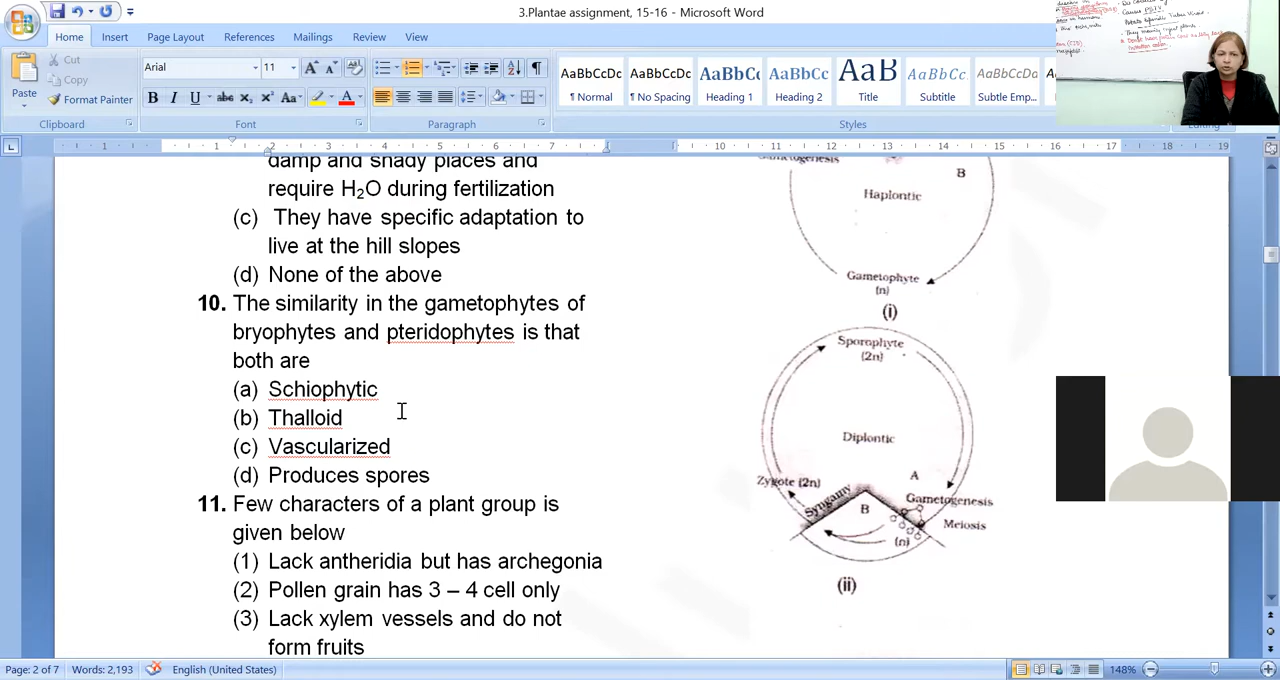 3.Plantae assignment, 15-16 - Microsoft Word
Home Insert Page Layout References Mailings Review View
Paste
Cut
Copy
Format Painter
Clipboard
Arial 11
Font
Paragraph
AaBbCcDc AaBbCcDc AaBbCc AaBbCc AaB AaBbCc AaBbCcDc
¶ Normal ¶ No Spacing Heading 1 Heading 2 Title Subtitle Subtle Emp...
Styles
Editing
damp and shady places and
require H₂O during fertilization
(c) They have specific adaptation to
live at the hill slopes
(d) None of the above
10. The similarity in the gametophytes of
bryophytes and pteridophytes is that
both are
(a) Schiophytic
(b) Thalloid
(c) Vascularized
(d) Produces spores
11. Few characters of a plant group is
given below
(1) Lack antheridia but has archegonia
(2) Pollen grain has 3 – 4 cell only
(3) Lack xylem vessels and do not
form fruits
Gametogenesis
B
Haplontic
Gametophyte
(n)
(i)
Sporophyte
(2n)
Diplontic
A
Zygote (2n)
Syngamy
B
Gametogenesis
Meiosis
(n)
(ii)
Page: 2 of 7 Words: 2,193 English (United States) 148%